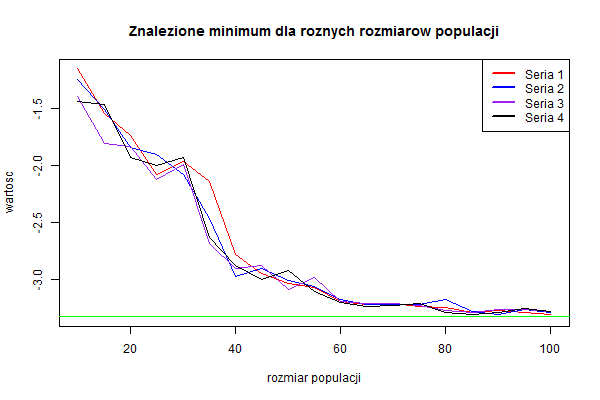 Znalezione minimum dla roznych rozmiarow populacji
Seria 1
Seria 2
Seria 3
Seria 4
wartosc
-1.5
-2.0
-2.5
-3.0
20
40
60
80
100
rozmiar populacji